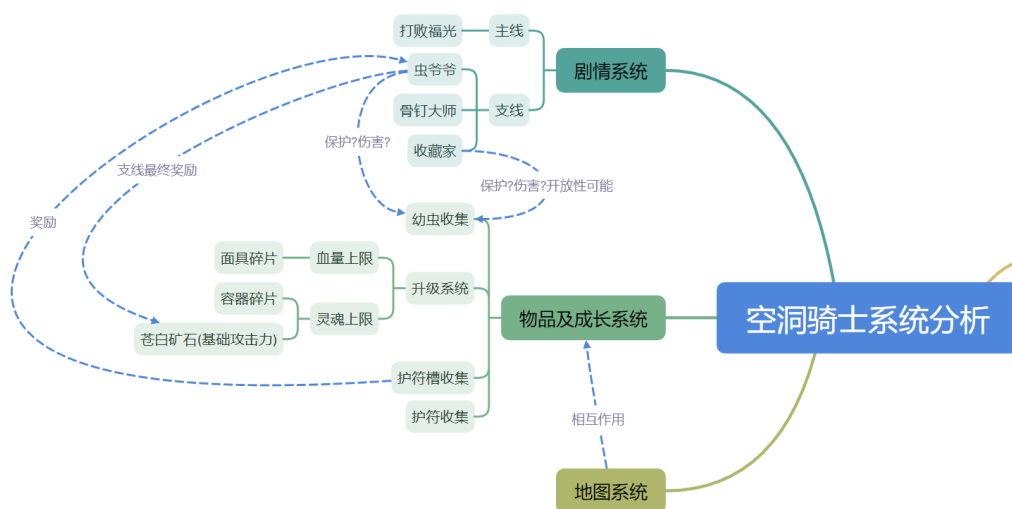 打败福光
主线
剧情系统
虫爷爷
骨钉大师
支线
保护?伤害?
收藏家
支线最终奖励
保护?伤害?开放性可能
奖励
幼虫收集
面具碎片
血量上限
升级系统
容器碎片
灵魂上限
物品及成长系统
空洞骑士系统分析
苍白矿石(基础攻击力)
护符槽收集
护符收集
相互作用
地图系统